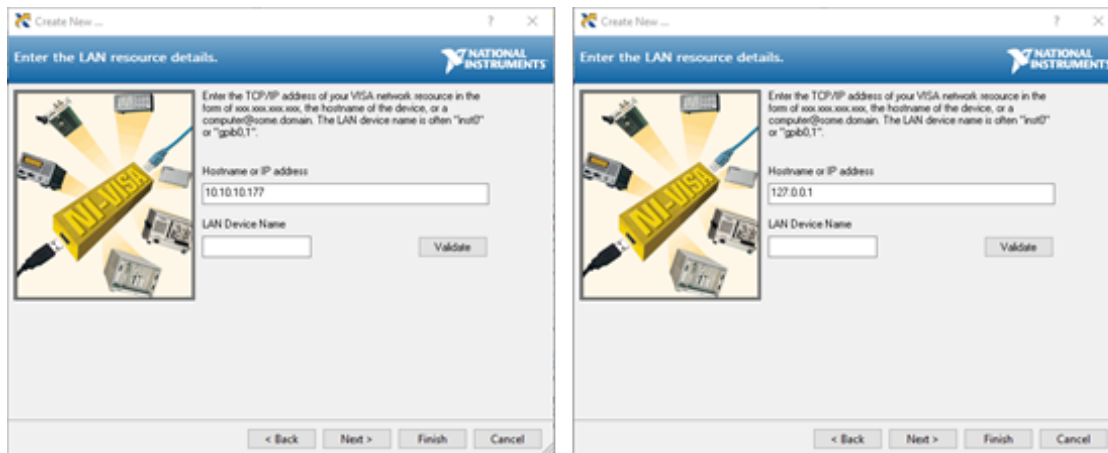 Create New ...
Enter the LAN resource details.
NATIONAL
INSTRUMENTS
Enter the TCP/IP address of your VISA network resource in the
form of xxx.xxx.xxx.xxx, the hostname of the device, or a
computer@some.domain. The LAN device name is often "inst0"
or "gpib0,1".
NI-VISA
Hostname or IP address
10.10.10.177
LAN Device Name
Validate
< Back Next > Finish Cancel
Create New ...
Enter the LAN resource details.
NATIONAL
INSTRUMENTS
Enter the TCP/IP address of your VISA network resource in the
form of xxx.xxx.xxx.xxx, the hostname of the device, or a
computer@some.domain. The LAN device name is often "inst0"
or "gpib0,1".
NI-VISA
Hostname or IP address
127.0.0.1
LAN Device Name
Validate
< Back Next > Finish Cancel